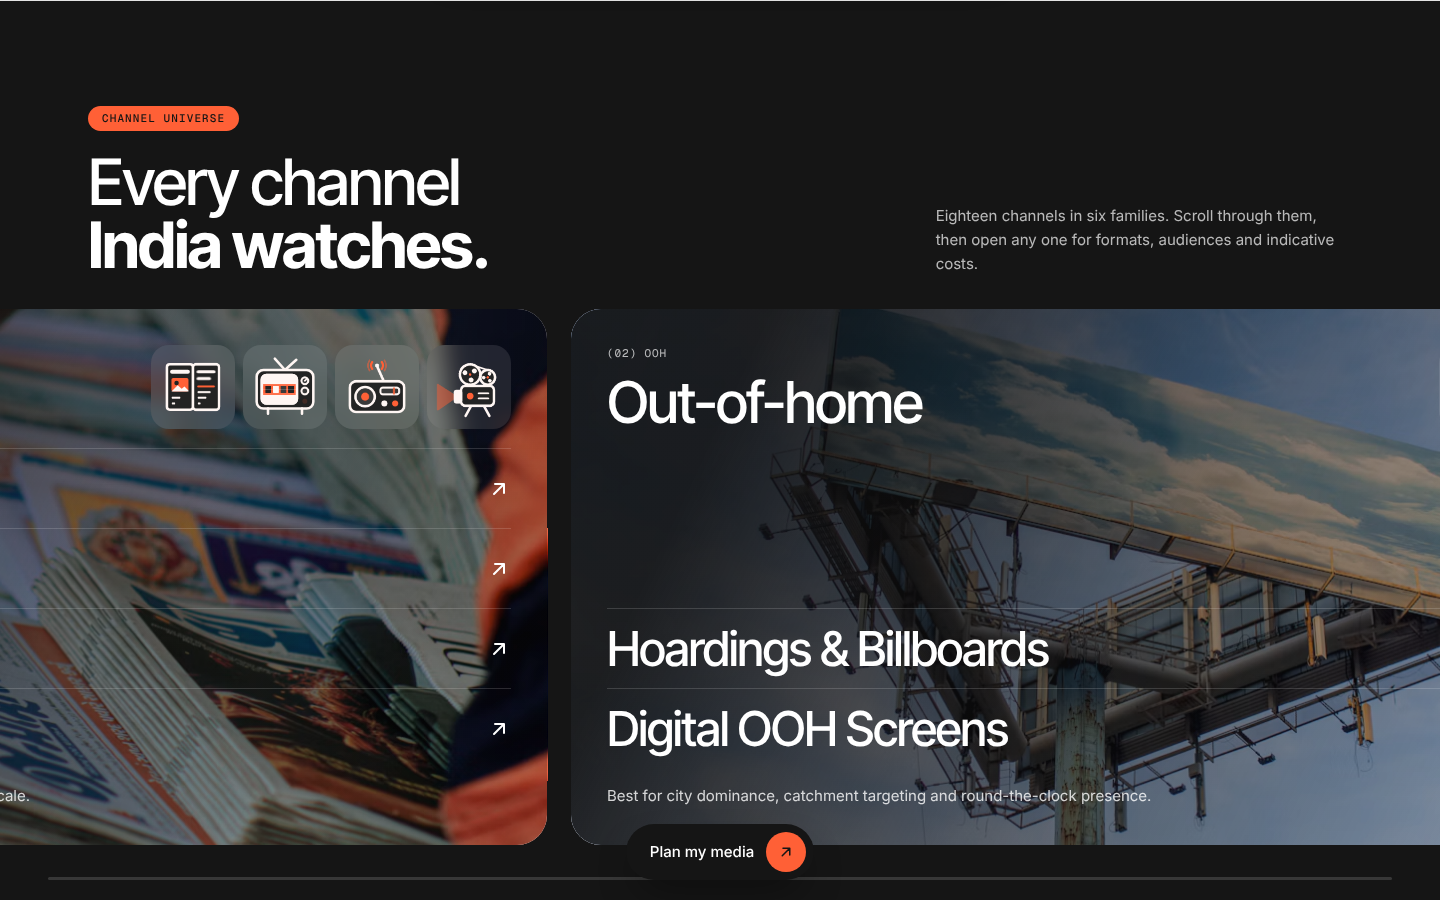 CHANNEL UNIVERSE
Every channel
India watches.
Eighteen channels in six families. Scroll through them,
then open any one for formats, audiences and indicative
costs.
(02) OOH
Out-of-home
Hoardings & Billboards
Digital OOH Screens
cale.
Best for city dominance, catchment targeting and round-the-clock presence.
Plan my media